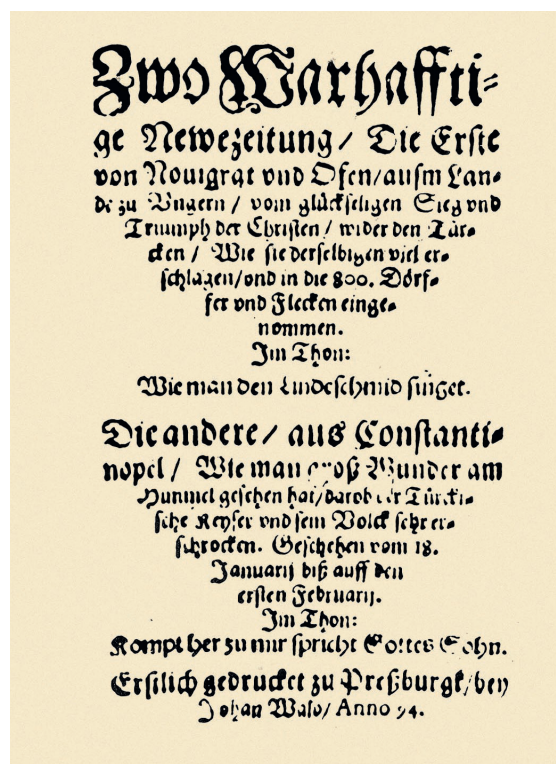 Zwo Warhaffti⸗
ge Newezeitung / Die Erste
von Nouigrat vnd Ofen/ausm Lan⸗
de zu Vngern / vom glückseligen Sieg vnd
Triumph der Christen / wider den Tür⸗
cken / Wie sie derselbigen viel er⸗
schlagen/vnd in die 800. Dörf⸗
fer vnd Flecken einge⸗
nommen.
Im Thon:
Wie man den Lindeschmid singet.
Die andere / aus Constanti⸗
nopel / Wie man groß Wunder am
Himmel gesehen hat/darob der Türcki⸗
sche Keyser vnd sein Volck sehr er⸗
schrocken. Geschehen vom 18.
Januarij biß auff den
ersten Februarij.
Im Thon:
Kompt her zu mir spricht Gottes Sohn.
Erstlich gedrucket zu Preßburgk/bey
Johan Walo/ Anno 94.